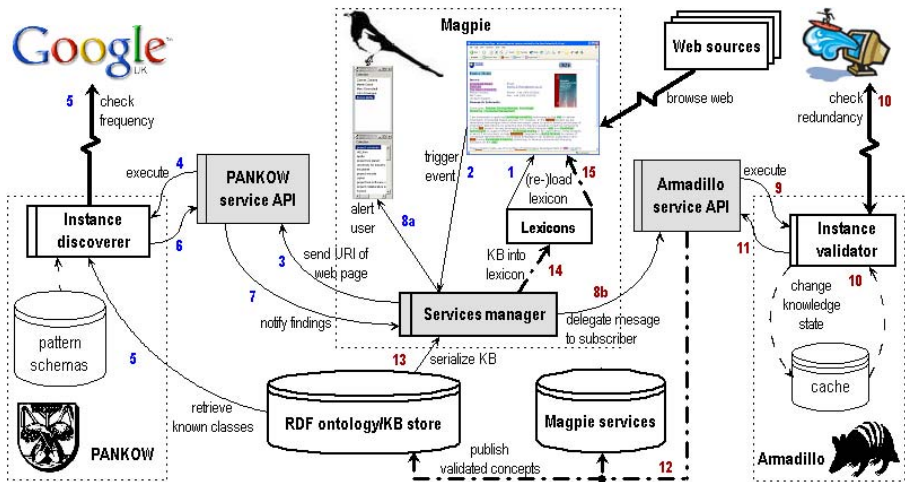 Magpie
Google
UK
Web sources
5
check
frequency
browse web
check
redundancy
10
execute
4
PANKOW
service API
trigger
event
2
1
(re-)load
lexicon
15
Armadillo
service API
execute
9
Instance
discoverer
6
alert
user
8a
Lexicons
11
Instance
validator
3
send URI of
web page
KB into
lexicon
14
10
7
8b
change
knowledge
state
notify findings
Services manager
delegate mesage
to subscriber
pattern
schemas
5
13
serialize KB
cache
retrieve
known classes
RDF ontology/KB store
Magpie services
PANKOW
publish
validated concepts
12
Armadillo